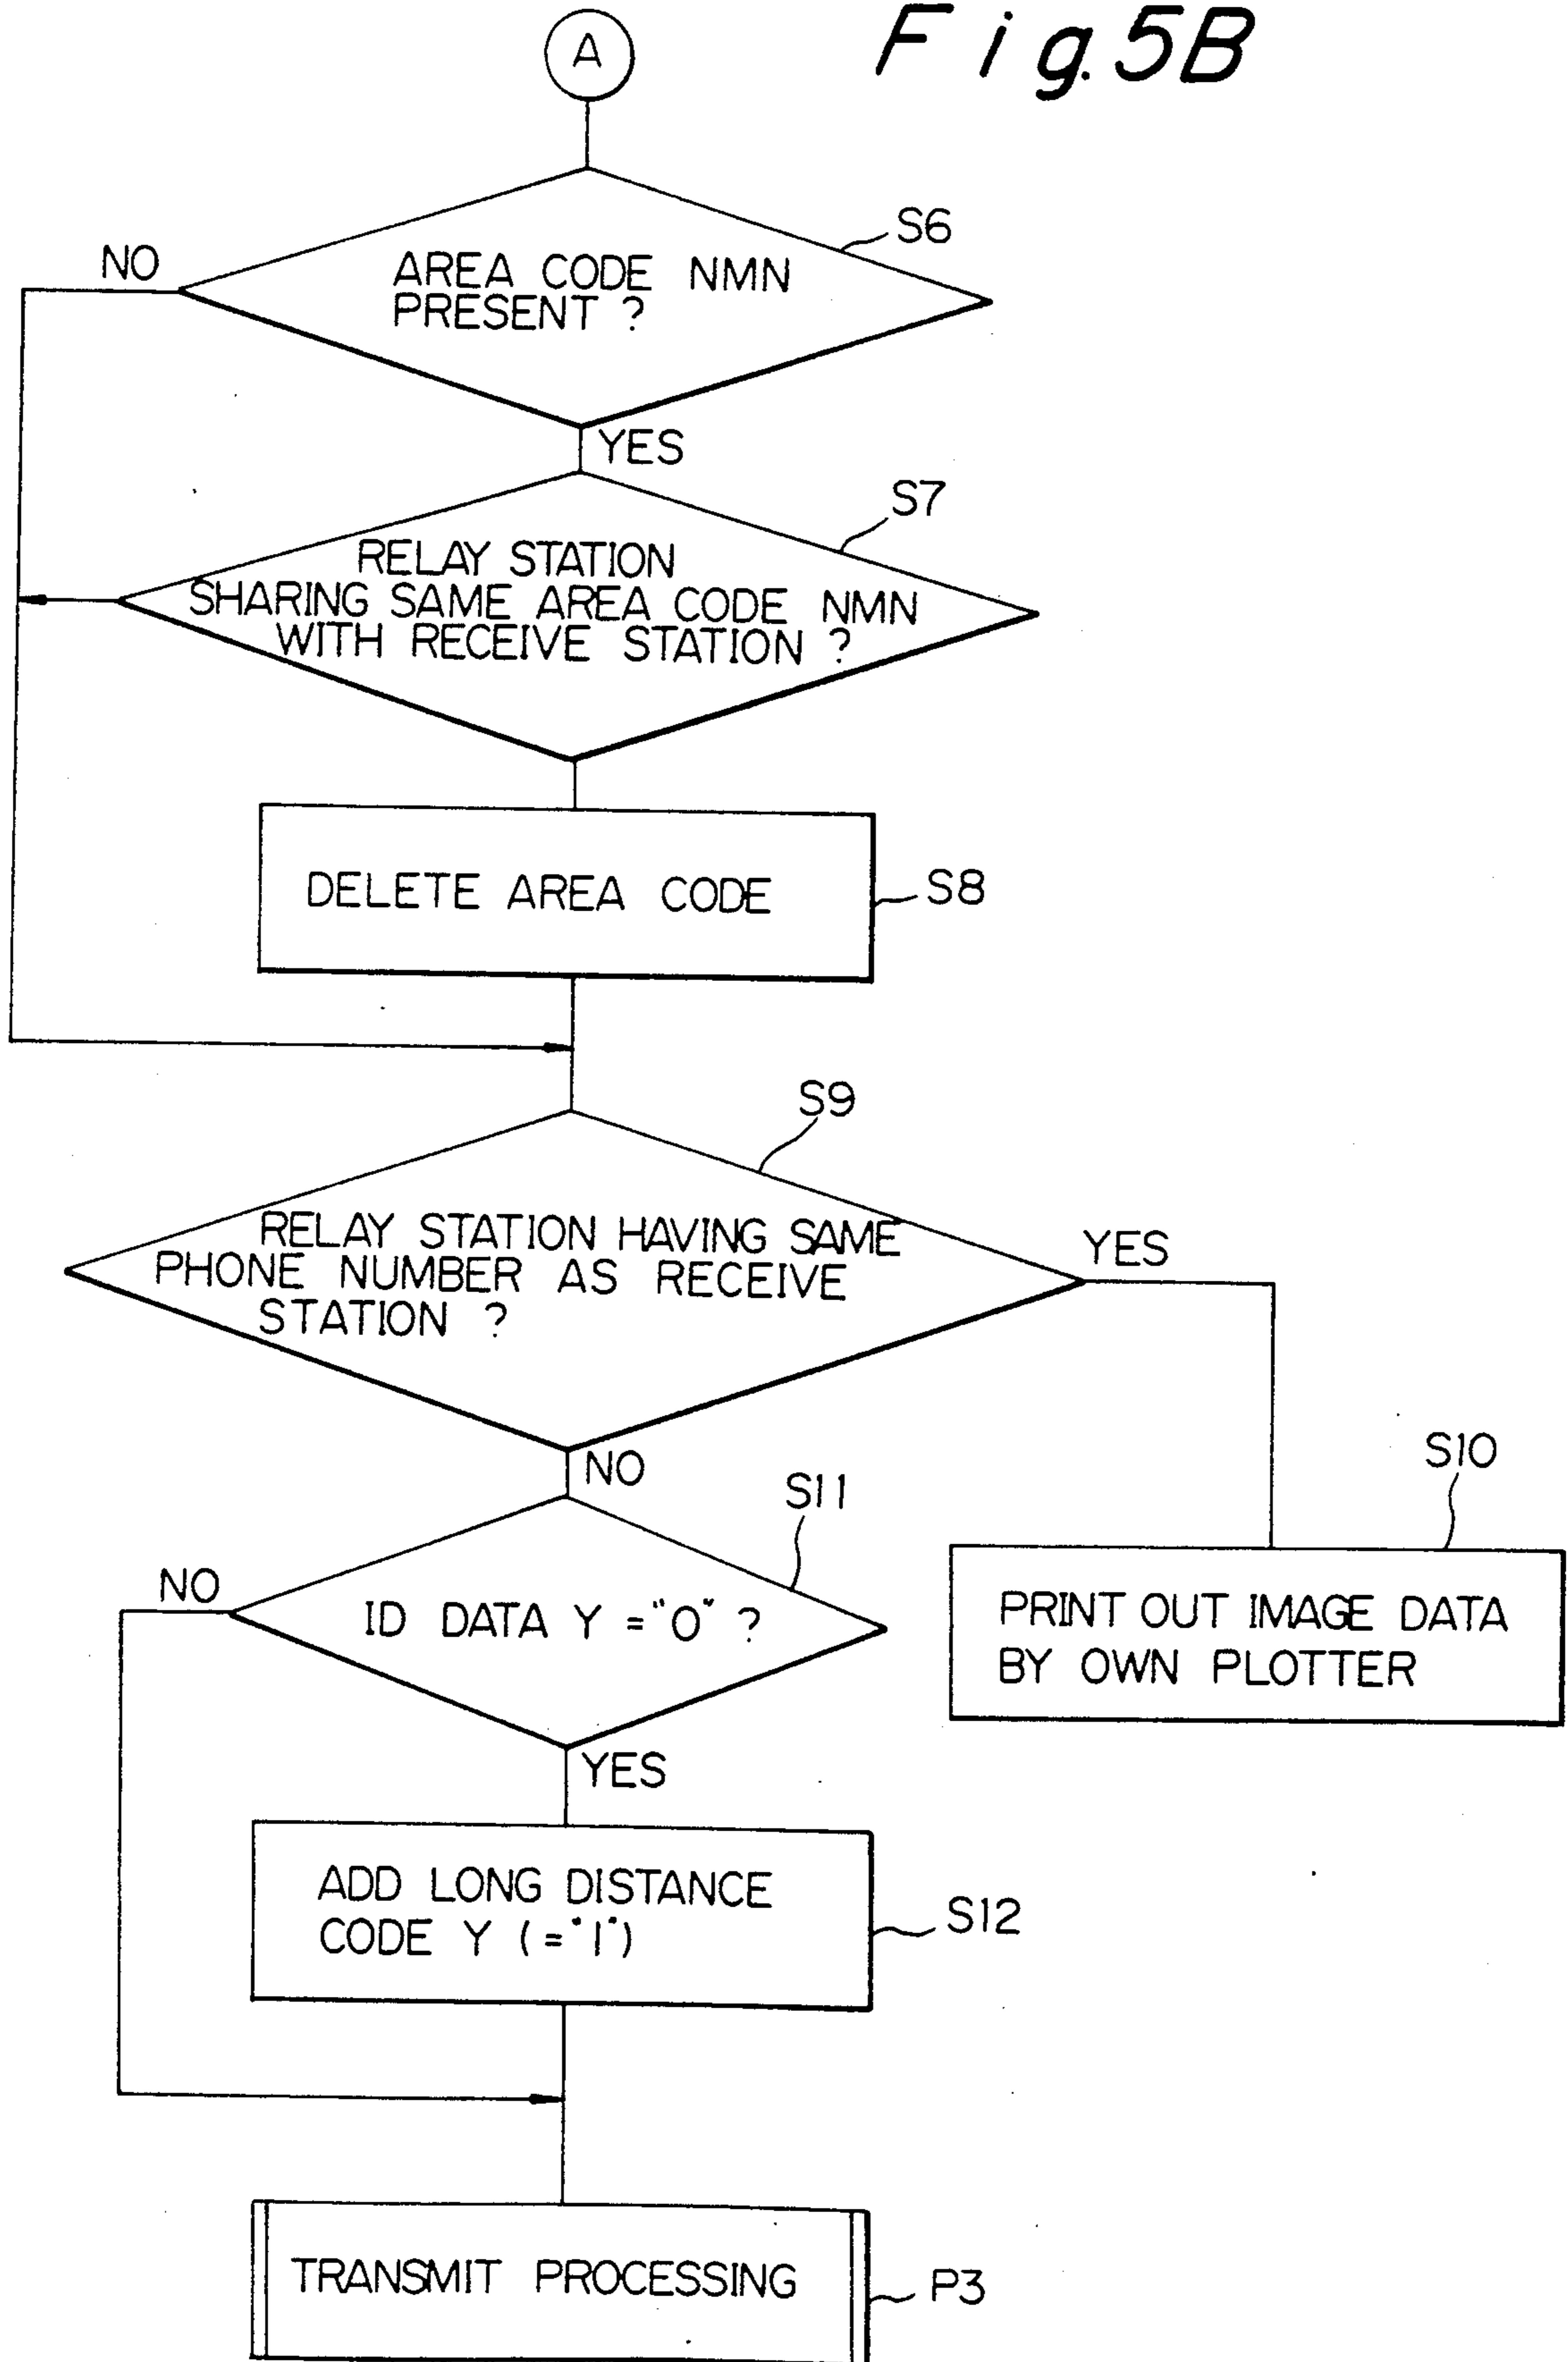 Fig. 5B
A
S6
NO
AREA CODE NMN
PRESENT ?
YES
S7
RELAY STATION
SHARING SAME AREA CODE NMN
WITH RECEIVE STATION ?
DELETE AREA CODE
S8
S9
RELAY STATION HAVING SAME
PHONE NUMBER AS RECEIVE
STATION ?
YES
NO
S10
S11
NO
ID DATA Y = "0" ?
PRINT OUT IMAGE DATA
BY OWN PLOTTER
YES
ADD LONG DISTANCE
CODE Y (= "1")
S12
TRANSMIT PROCESSING
P3